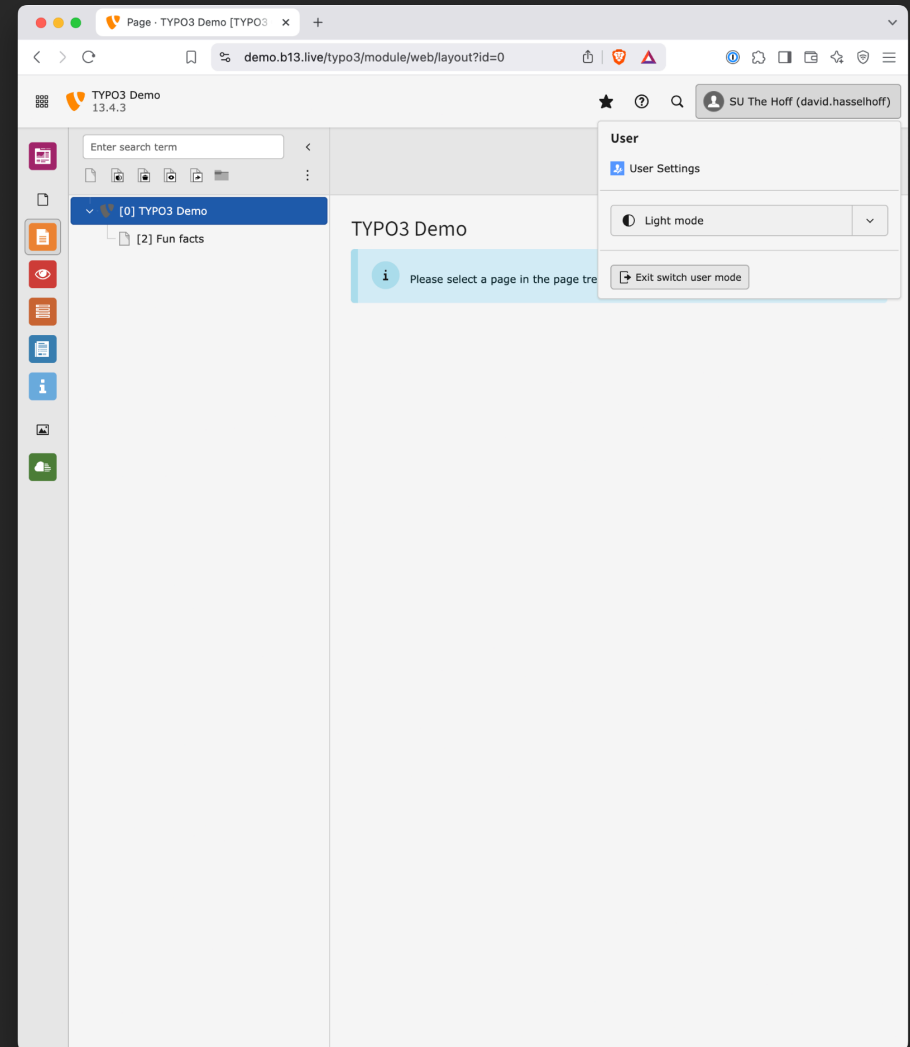 Page · TYPO3 Demo [TYPO3
demo.b13.live/typo3/module/web/layout?id=0
TYPO3 Demo
13.4.3
SU The Hoff (david.hasselhoff)
Enter search term
[0] TYPO3 Demo
[2] Fun facts
User
User Settings
Light mode
Exit switch user mode
TYPO3 Demo
Please select a page in the page tre